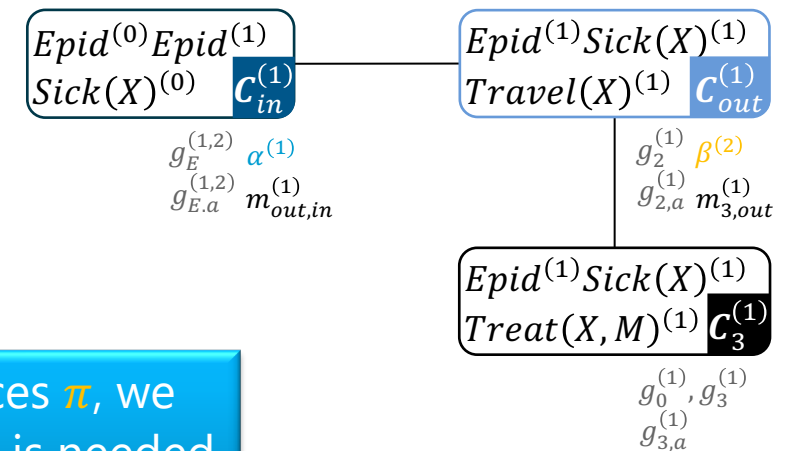 Epid^(0)Epid^(1)
Sick(X)^(0) C_in^(1)
g_E^(1,2) α^(1)
g_E.a^(1,2) m_out,in^(1)
Epid^(1)Sick(X)^(1)
Travel(X)^(1) C_out^(1)
g_2^(1) β^(2)
g_2,a^(1) m_3,out^(1)
Epid^(1)Sick(X)^(1)
Treat(X, M)^(1) C_3^(1)
g_0^(1), g_3^(1)
g_3,a^(1)
ces π, we
is needed